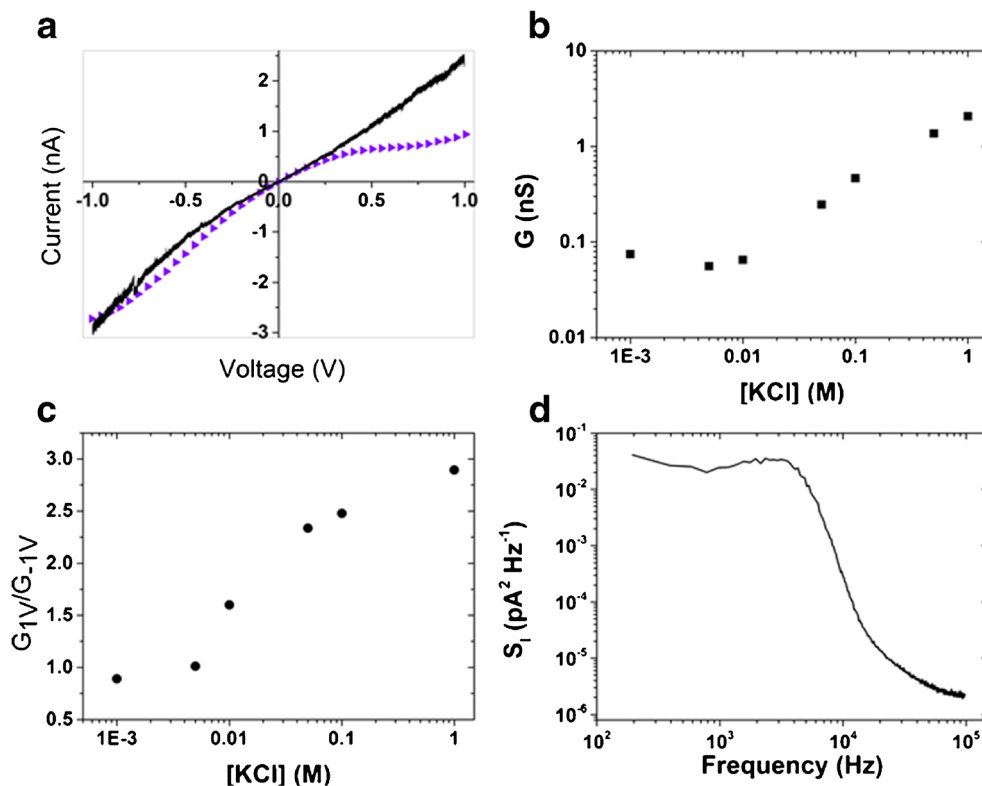 a
Current (nA)
2
1
0
-1
-2
-3
-1.0 -0.5 0.0 0.5 1.0
Voltage (V)
b
G (nS)
10
1
0.1
0.01
1E-3 0.01 0.1 1
[KCl] (M)
c
G1V/G-1V
3.0
2.5
2.0
1.5
1.0
0.5
1E-3 0.01 0.1 1
[KCl] (M)
d
SI (pA² Hz⁻¹)
10⁻¹
10⁻²
10⁻³
10⁻⁴
10⁻⁵
10⁻⁶
10² 10³ 10⁴ 10⁵
Frequency (Hz)